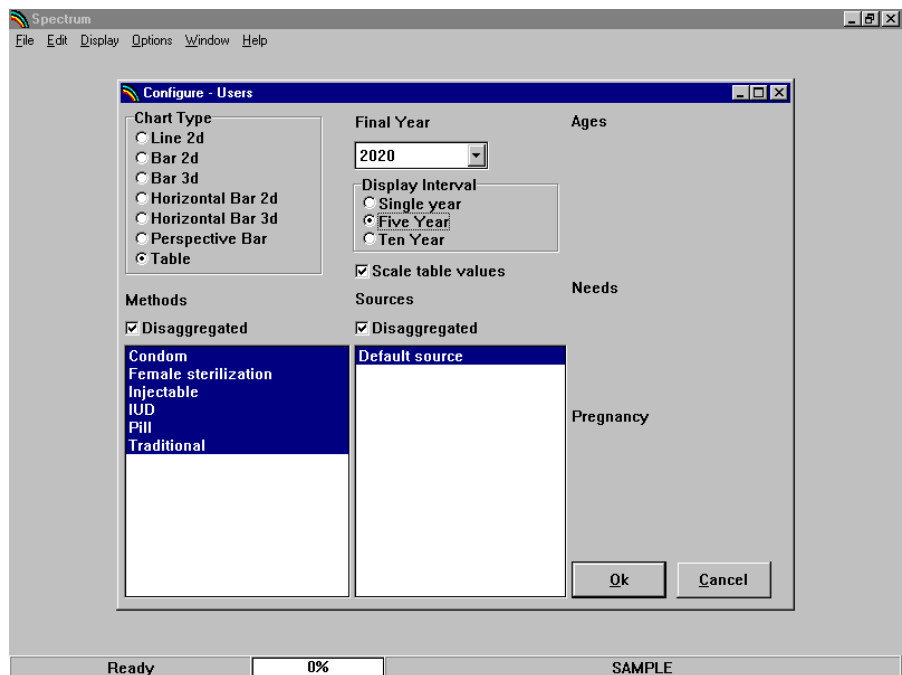 Spectrum
File Edit Display Options Window Help
Configure - Users
Chart Type
Line 2d
Bar 2d
Bar 3d
Horizontal Bar 2d
Horizontal Bar 3d
Perspective Bar
Table
Final Year
2020
Display Interval
Single year
Five Year
Ten Year
Scale table values
Ages
Methods
Disaggregated
Condom
Female sterilization
Injectable
IUD
Pill
Traditional
Sources
Disaggregated
Default source
Needs
Pregnancy
Ok Cancel
Ready 0% SAMPLE